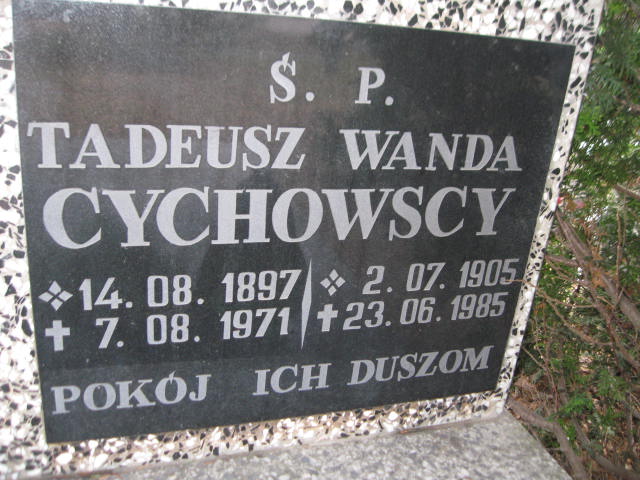 Ś. P.
TADEUSZ WANDA
CYCHOWSCY
14. 08. 1897 2. 07. 1905
7. 08. 1971 23. 06. 1985
POKÓJ ICH DUSZOM